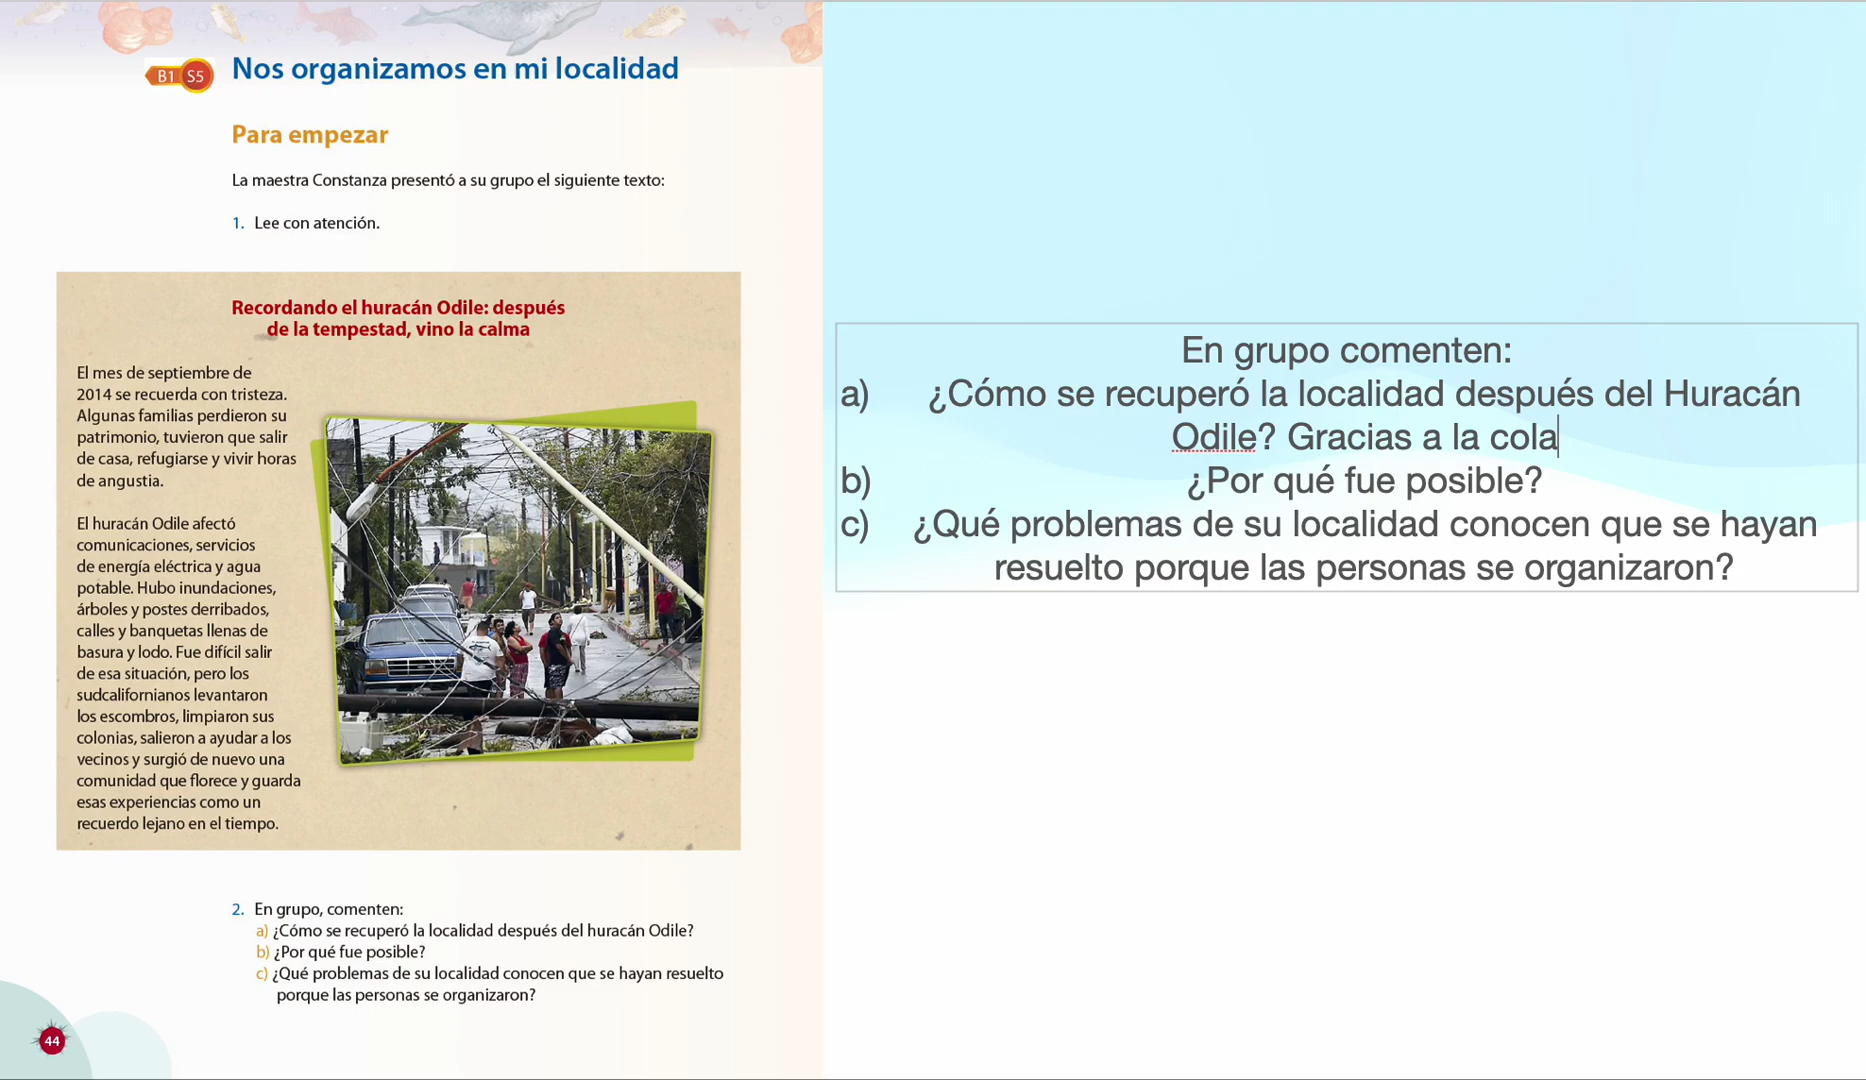 B1 S5 Nos organizamos en mi localidad
Para empezar
La maestra Constanza presentó a su grupo el siguiente texto:
1. Lee con atención.
Recordando el huracán Odile: después
de la tempestad, vino la calma
El mes de septiembre de
2014 se recuerda con tristeza.
Algunas familias perdieron su
patrimonio, tuvieron que salir
de casa, refugiarse y vivir horas
de angustia.
El huracán Odile afectó
comunicaciones, servicios
de energía eléctrica y agua
potable. Hubo inundaciones,
árboles y postes derribados,
calles y banquetas llenas de
basura y lodo. Fue difícil salir
de esa situación, pero los
sudcalifornianos levantaron
los escombros, limpiaron sus
colonias, salieron a ayudar a los
vecinos y surgió de nuevo una
comunidad que florece y guarda
esas experiencias como un
recuerdo lejano en el tiempo.
2. En grupo, comenten:
a) ¿Cómo se recuperó la localidad después del huracán Odile?
b) ¿Por qué fue posible?
c) ¿Qué problemas de su localidad conocen que se hayan resuelto
porque las personas se organizaron?
44
En grupo comenten:
a) ¿Cómo se recuperó la localidad después del Huracán
Odile? Gracias a la cola
b) ¿Por qué fue posible?
c) ¿Qué problemas de su localidad conocen que se hayan
resuelto porque las personas se organizaron?